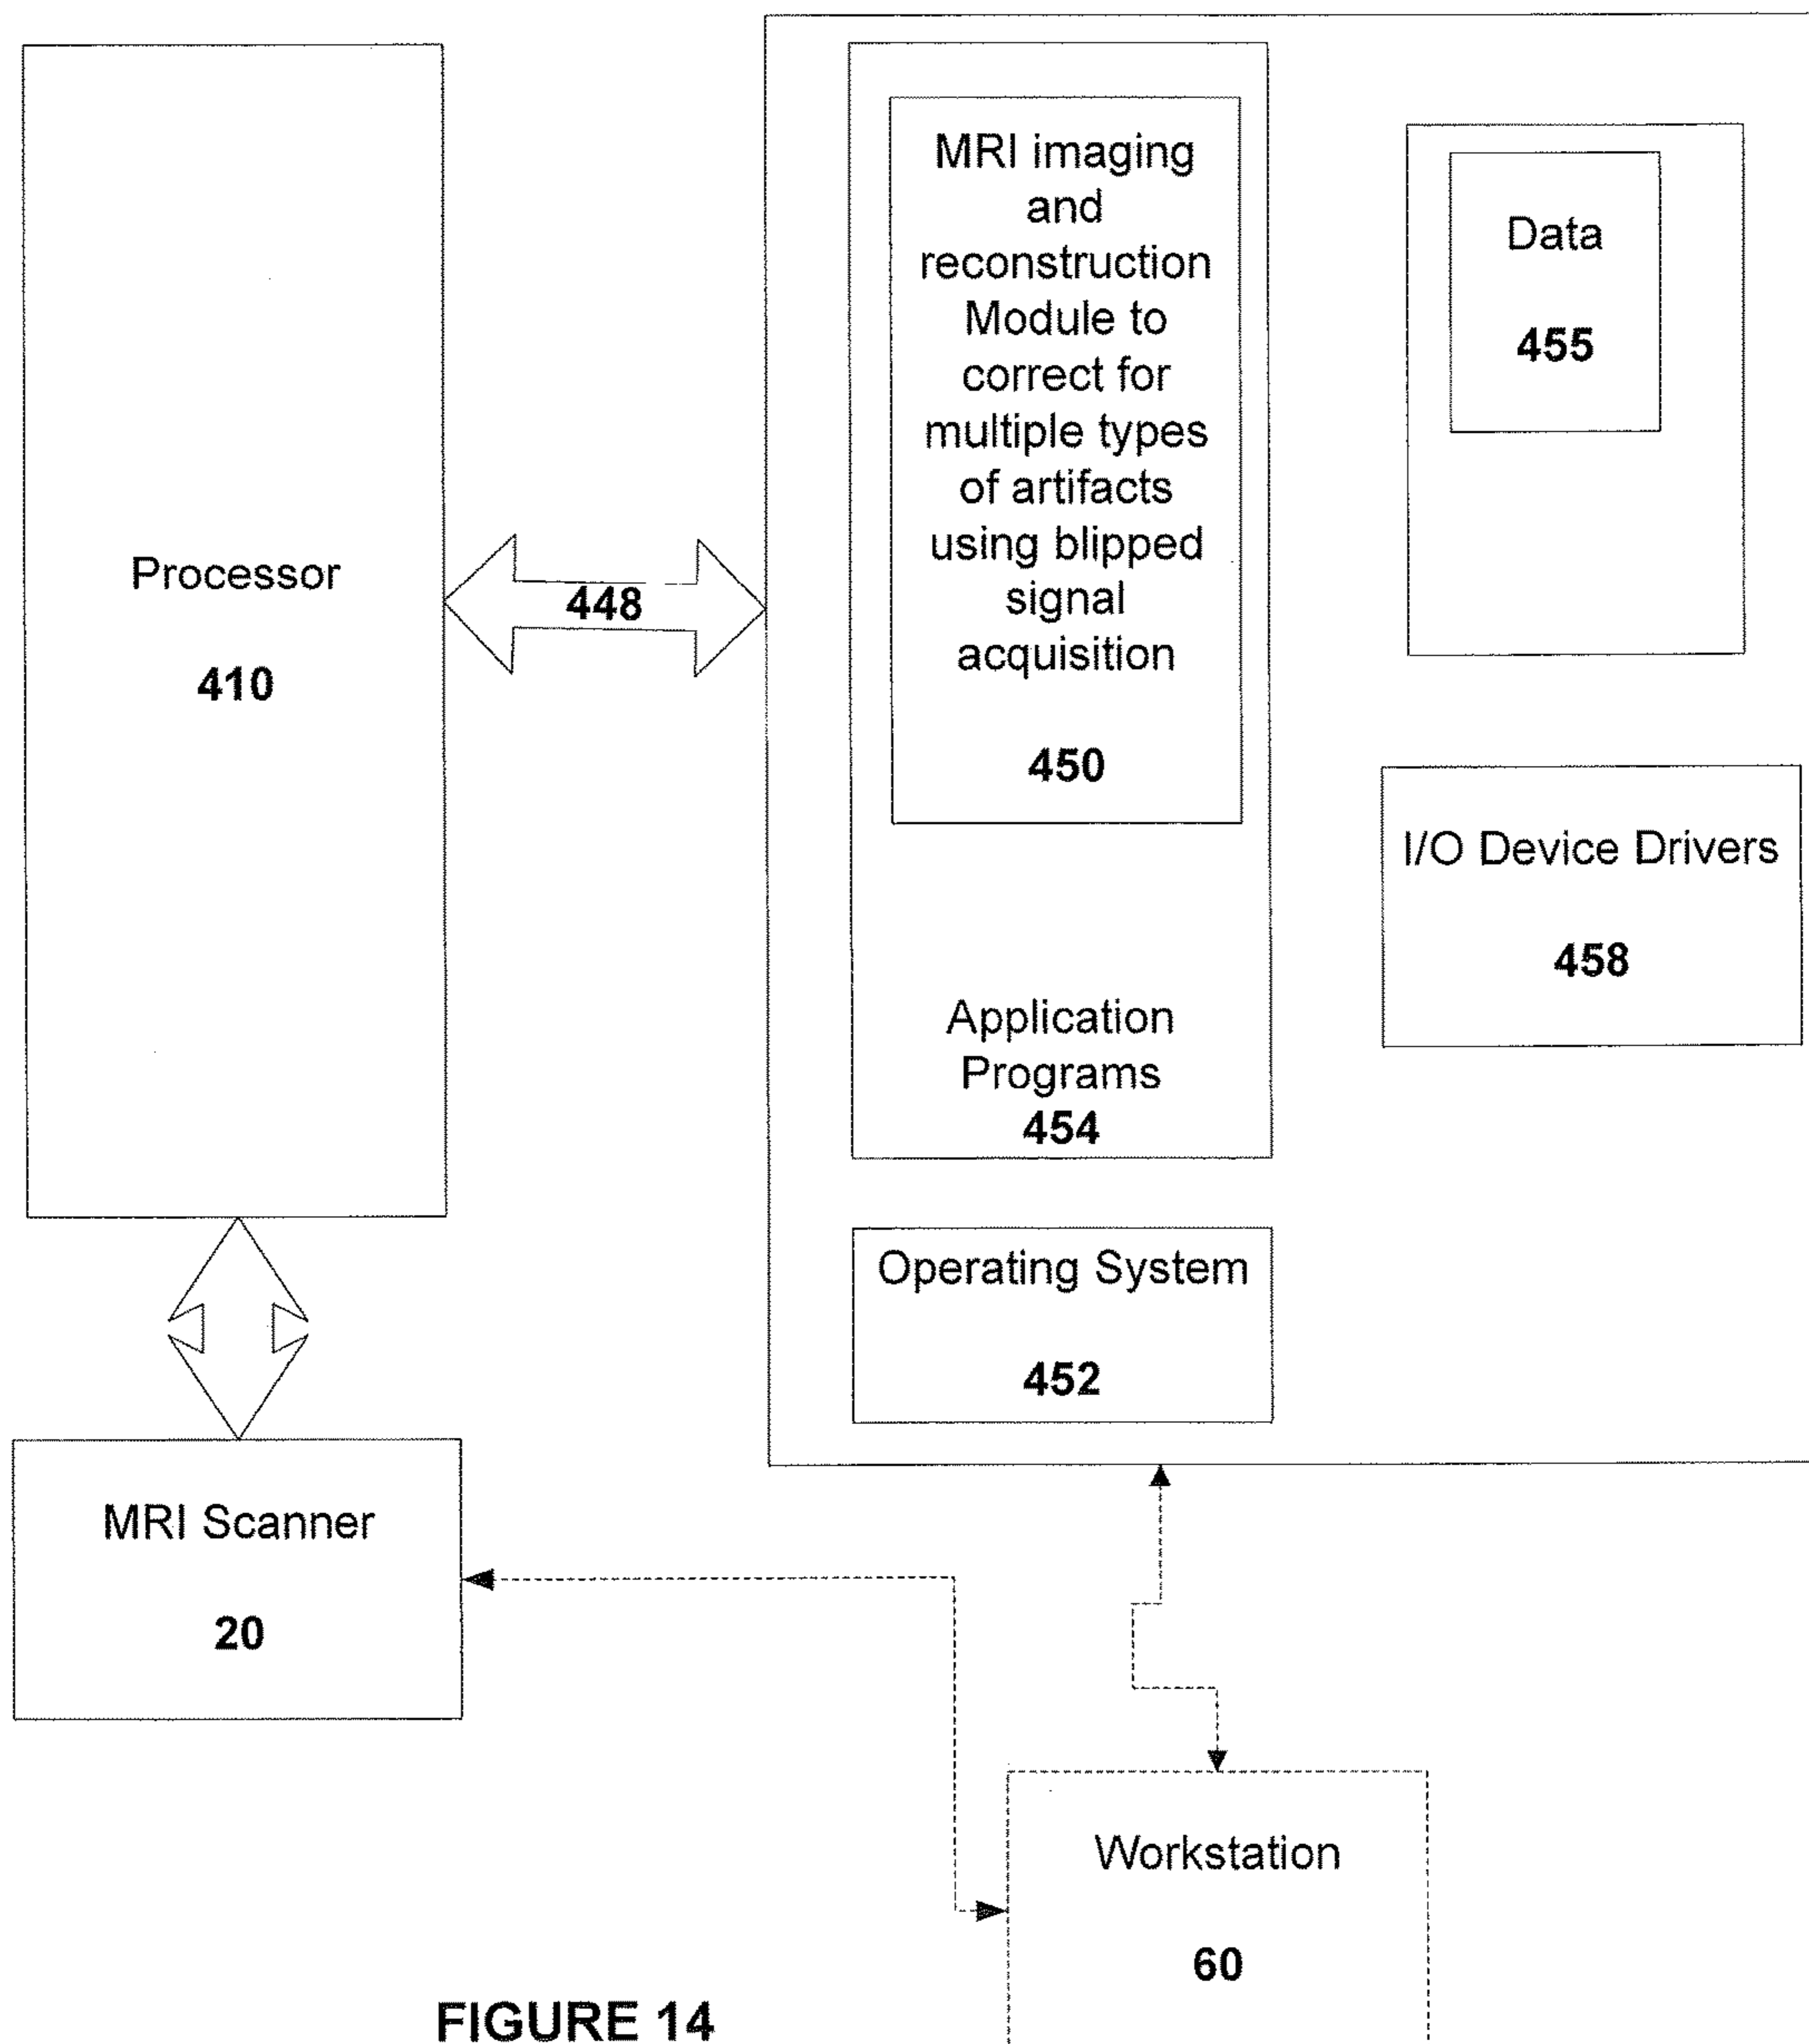 Processor
410
448
MRI imaging
and
reconstruction
Module to
correct for
multiple types
of artifacts
using blipped
signal
acquisition
450
Application
Programs
454
Data
455
I/O Device Drivers
458
Operating System
452
MRI Scanner
20
Workstation
60
FIGURE 14